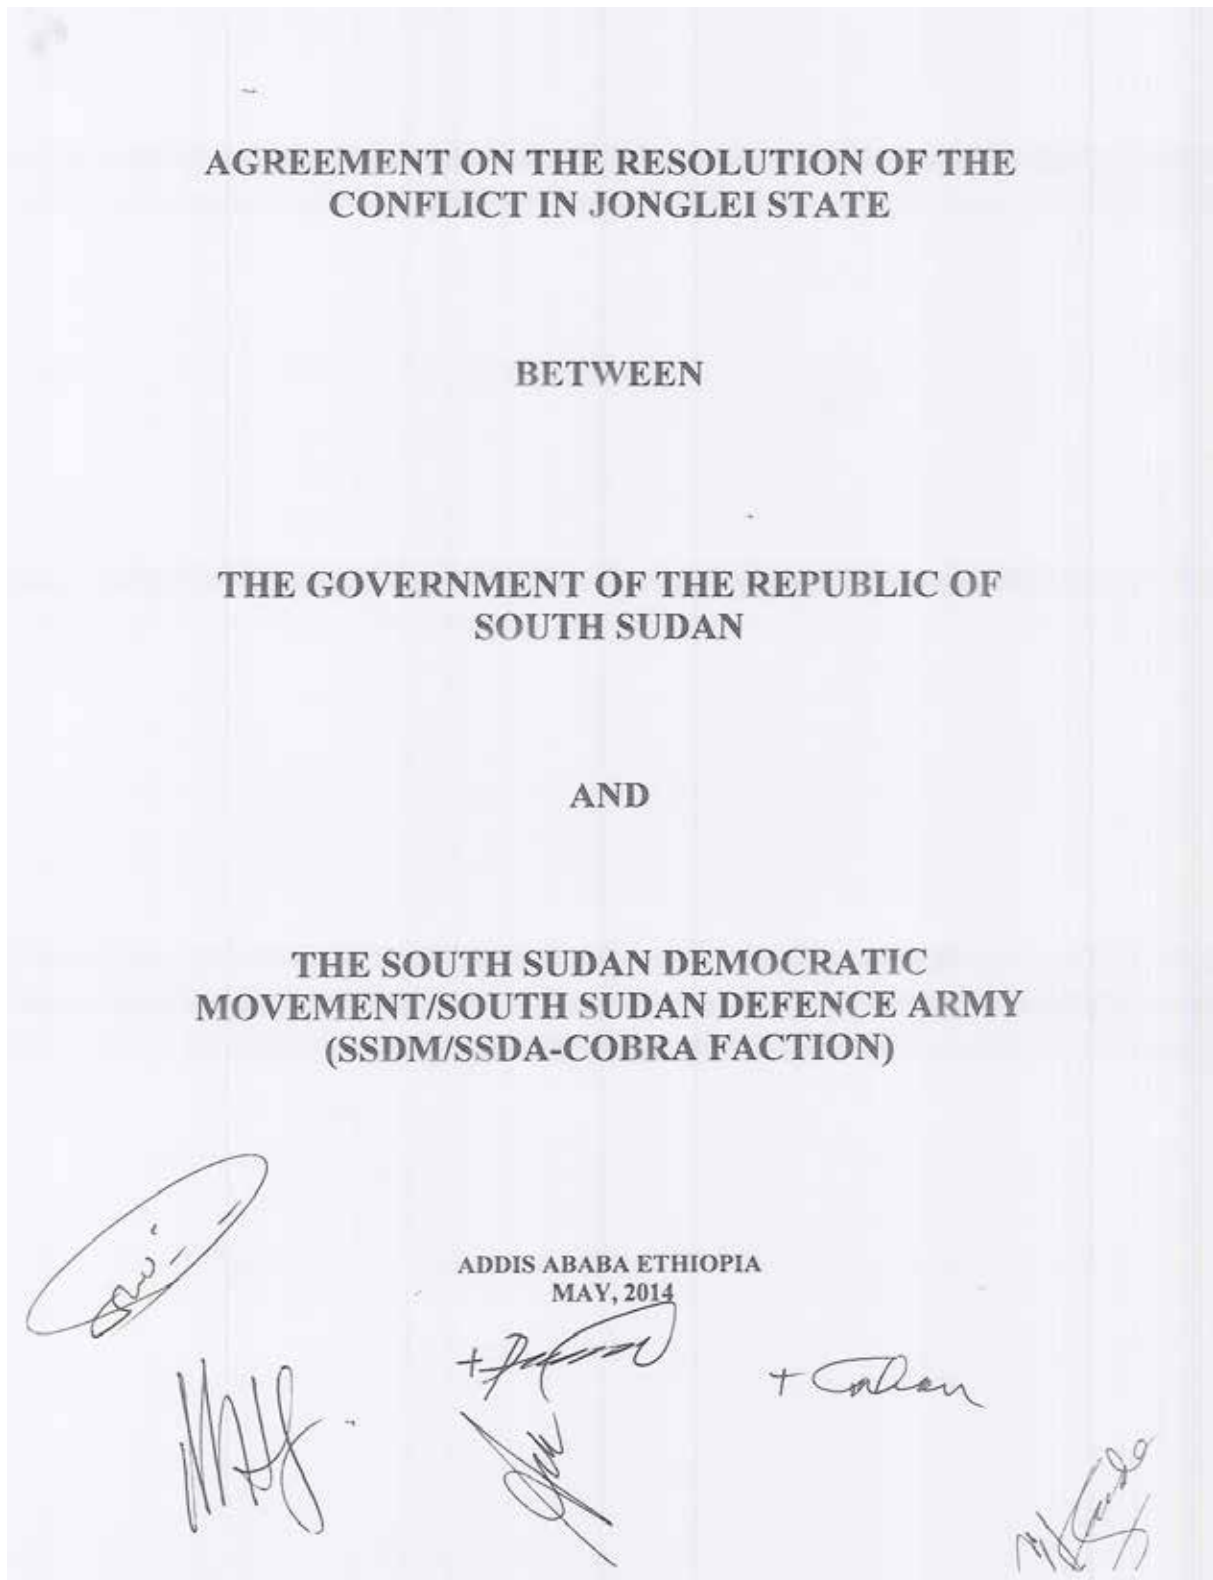 AGREEMENT ON THE RESOLUTION OF THE
CONFLICT IN JONGLEI STATE
BETWEEN
THE GOVERNMENT OF THE REPUBLIC OF
SOUTH SUDAN
AND
THE SOUTH SUDAN DEMOCRATIC
MOVEMENT/SOUTH SUDAN DEFENCE ARMY
(SSDM/SSDA-COBRA FACTION)
ADDIS ABABA ETHIOPIA
MAY, 2014